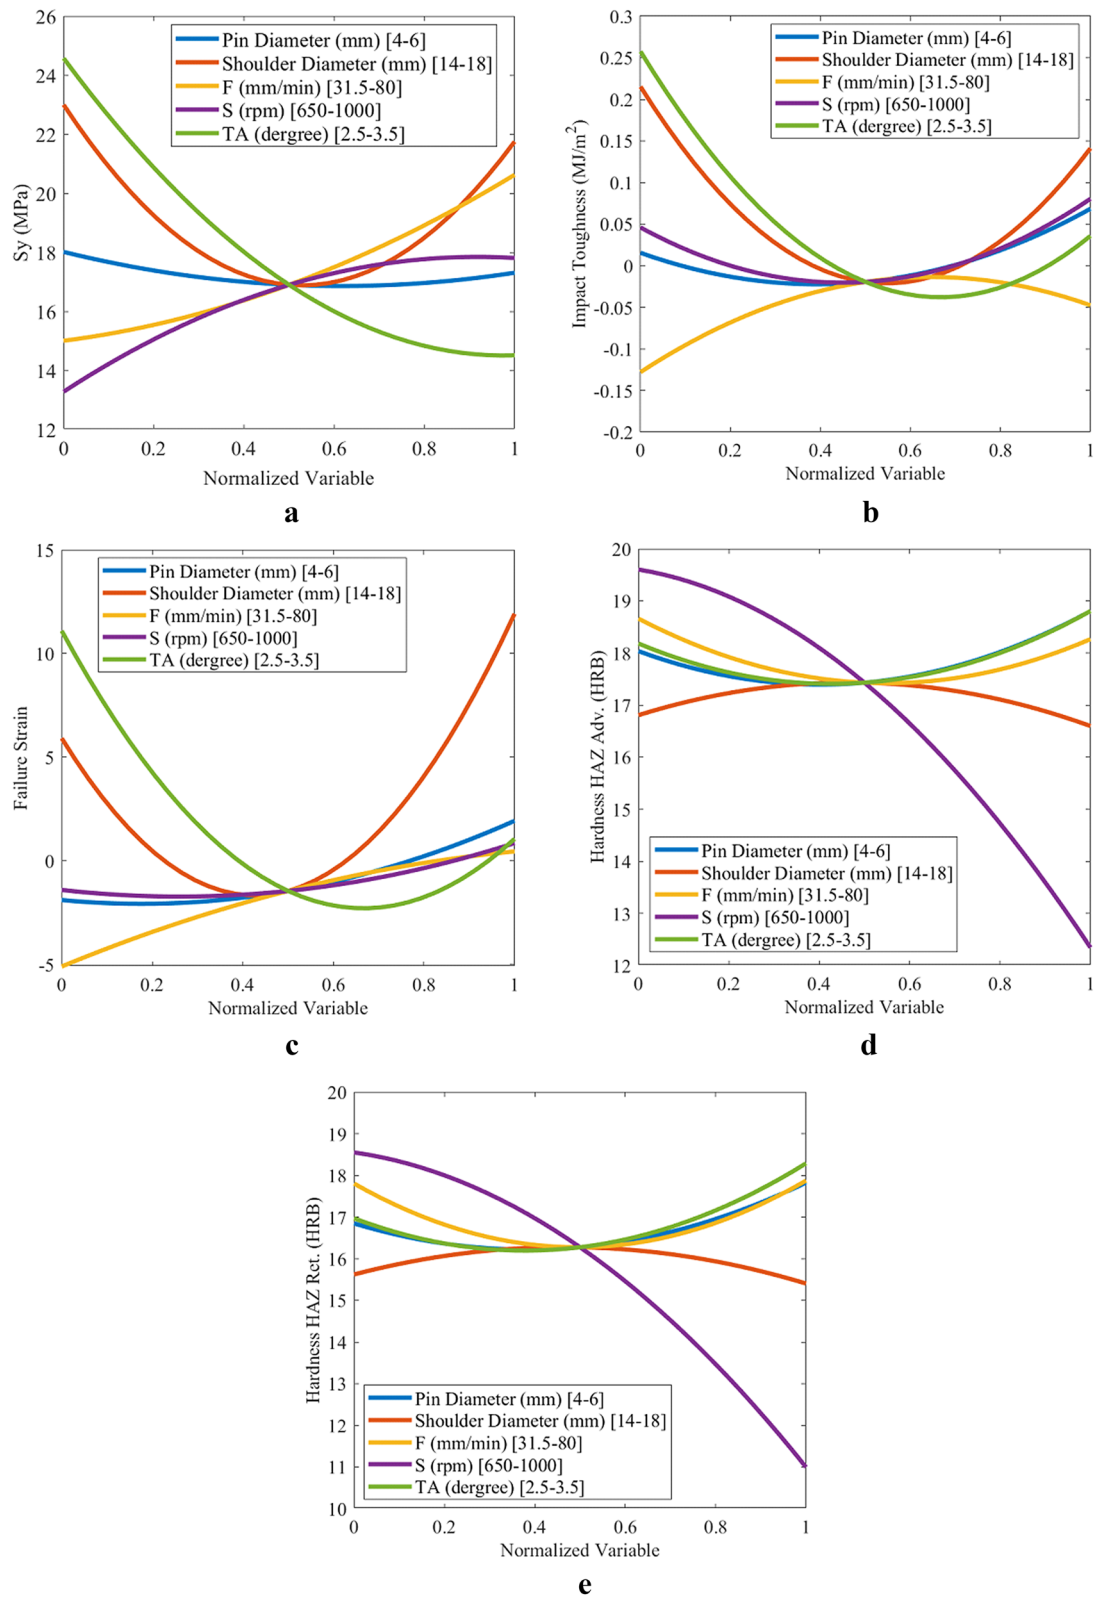 26
24
22
20
18
16
14
12
Sy (MPa)
Pin Diameter (mm) [4-6]
Shoulder Diameter (mm) [14-18]
F (mm/min) [31.5-80]
S (rpm) [650-1000]
TA (dergree) [2.5-3.5]
0 0.2 0.4 0.6 0.8 1
Normalized Variable
a
0.3
0.25
0.2
0.15
0.1
0.05
0
-0.05
-0.1
-0.15
-0.2
Impact Toughness (MJ/m²)
Pin Diameter (mm) [4-6]
Shoulder Diameter (mm) [14-18]
F (mm/min) [31.5-80]
S (rpm) [650-1000]
TA (dergree) [2.5-3.5]
0 0.2 0.4 0.6 0.8 1
Normalized Variable
b
15
10
5
0
-5
Failure Strain
Pin Diameter (mm) [4-6]
Shoulder Diameter (mm) [14-18]
F (mm/min) [31.5-80]
S (rpm) [650-1000]
TA (dergree) [2.5-3.5]
0 0.2 0.4 0.6 0.8 1
Normalized Variable
c
20
19
18
17
16
15
14
13
12
Hardness HAZ Adv. (HRB)
Pin Diameter (mm) [4-6]
Shoulder Diameter (mm) [14-18]
F (mm/min) [31.5-80]
S (rpm) [650-1000]
TA (dergree) [2.5-3.5]
0 0.2 0.4 0.6 0.8 1
Normalized Variable
d
20
19
18
17
16
15
14
13
12
11
10
Hardness HAZ Ret. (HRB)
Pin Diameter (mm) [4-6]
Shoulder Diameter (mm) [14-18]
F (mm/min) [31.5-80]
S (rpm) [650-1000]
TA (dergree) [2.5-3.5]
0 0.2 0.4 0.6 0.8 1
Normalized Variable
e